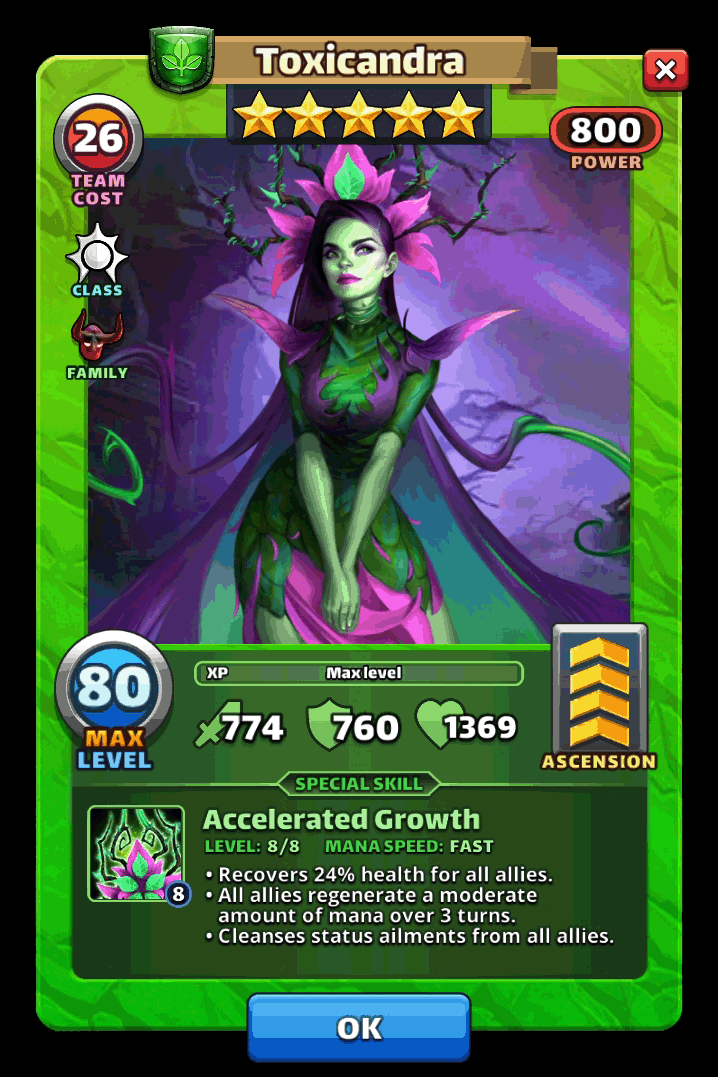 Toxicandra
26
TEAM
COST
800
POWER
CLASS
FAMILY
80
MAX
LEVEL
XP Max level
774 760 1369
ASCENSION
SPECIAL SKILL
Accelerated Growth
LEVEL: 8/8 MANA SPEED: FAST
8
• Recovers 24% health for all allies.
• All allies regenerate a moderate
amount of mana over 3 turns.
• Cleanses status ailments from all allies.
OK